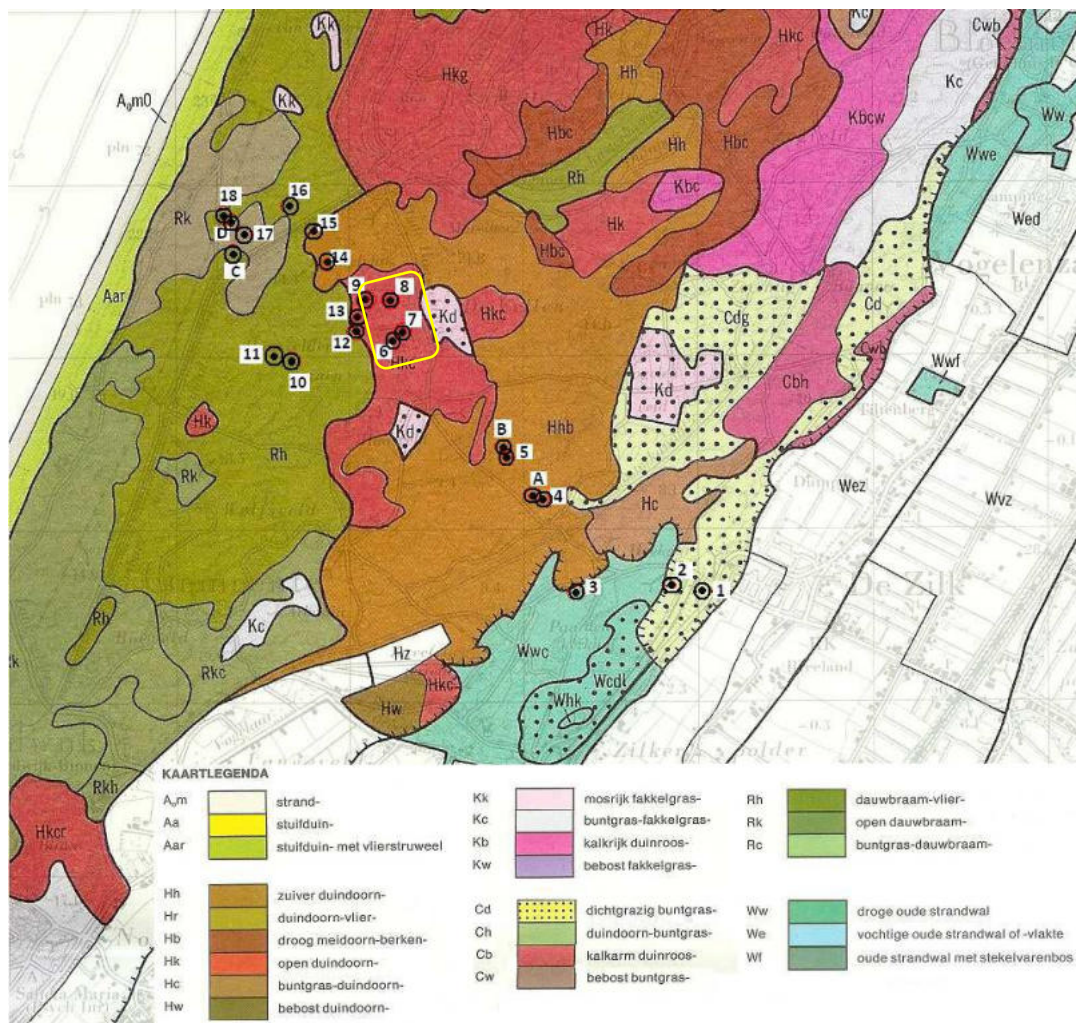 Kk
Kc
Cwb
A₀m0
Kk
Hkg
Hk
Hh
Hkc
Kc
Hbc
Hbc
Kbcw
Ww
Wwe
Hh
Rh
Kbc
Wed
18
16
Rk
D
17
15
Hk
C
14
Hbc
Cd
Aar
9
8
Kd
Hkc
Cdg
13
7
12
6
Hkc
11
10
Kd
Cbh
Cwb
Wwf
Hk
Kd
B
Hhb
5
Rk
Rh
A
4
Hc
Wez
Wvz
2
De Zilk
3
1
Kc
Rh
Rkc
Hz
Wwc
Wcdl
Whk
Hkc
Hw
Rkh
Hkcr
KAARTLEGENDA
A₀m strand-
Aa stuifduin-
Aar stuifduin- met vlierstruweel
Hh zuiver duindoorn-
Hr duindoorn-vlier-
Hb droog meidoorn-berken-
Hk open duindoorn-
Hc buntgras-duindoorn-
Hw bebost duindoorn-
Kk mosrijk fakkelgras-
Kc buntgras-fakkelgras-
Kb kalkrijk duinroos-
Kw bebost fakkelgras-
Cd dichtgrazig buntgras-
Ch duindoorn-buntgras-
Cb kalkarm duinroos-
Cw bebost buntgras-
Rh dauwbraam-vlier-
Rk open dauwbraam-
Rc buntgras-dauwbraam-
Ww droge oude strandwal
We vochtige oude strandwal of -vlakte
Wf oude strandwal met stekelvarenbos